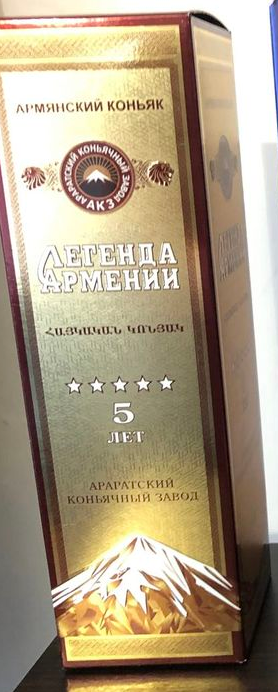 АРМЯНСКИЙ КОНЬЯК
АРАРАТСКИЙ КОНЬЯЧНЫЙ ЗАВОД
АКЗ
ЛЕГЕНДА
АРМЕНИИ
ՀԱՅԿԱԿԱՆ ԿՈՆՅԱԿ
5
ЛЕТ
АРАРАТСКИЙ
КОНЬЯЧНЫЙ ЗАВОД